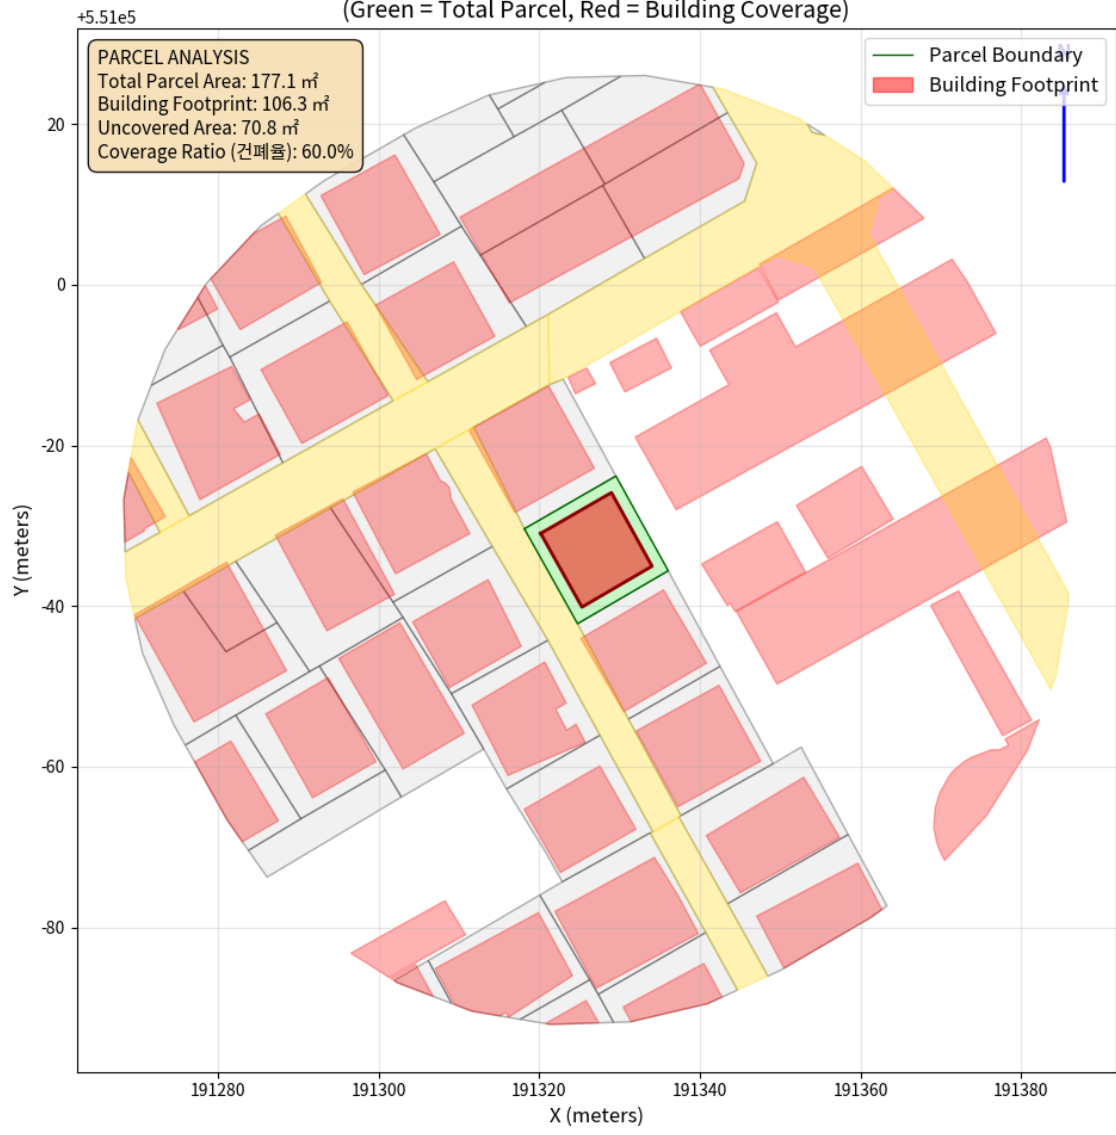 (Green = Total Parcel, Red = Building Coverage)
+5.51e5
PARCEL ANALYSIS
Total Parcel Area: 177.1 ㎡
Building Footprint: 106.3 ㎡
Uncovered Area: 70.8 ㎡
Coverage Ratio (건폐율): 60.0%
N
Parcel Boundary
Building Footprint
20
0
-20
-40
-60
-80
Y (meters)
191280
191300
191320
191340
191360
191380
X (meters)